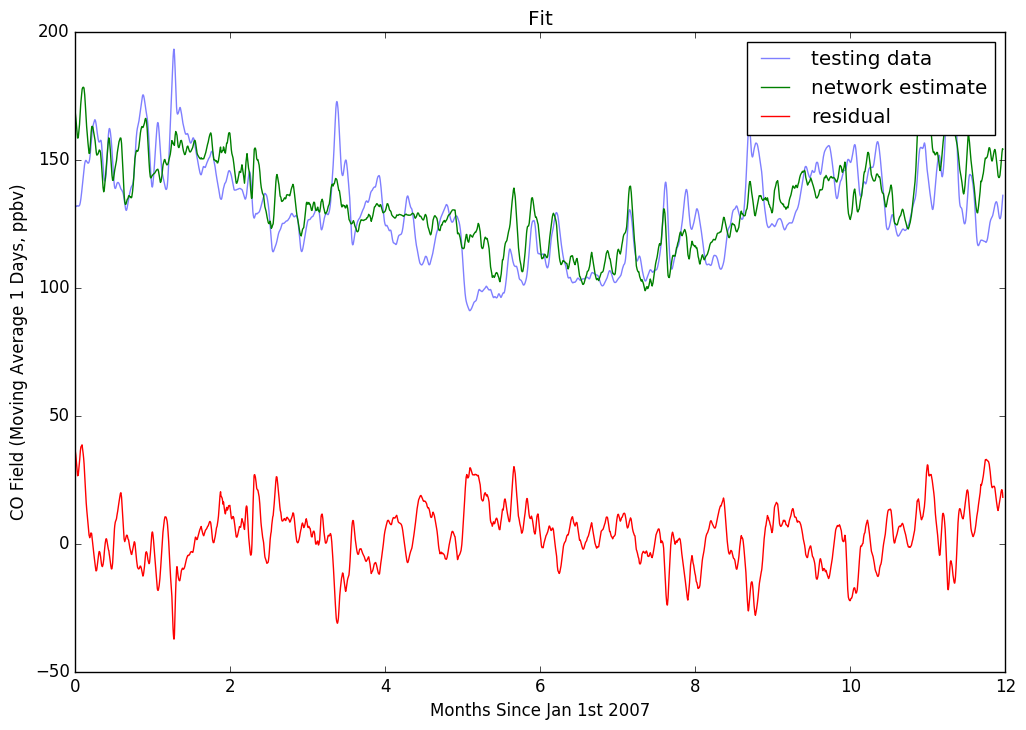 Fit
testing data
network estimate
residual
CO Field (Moving Average 1 Days, ppbv)
200
150
100
50
0
−50
0 2 4 6 8 10 12
Months Since Jan 1st 2007